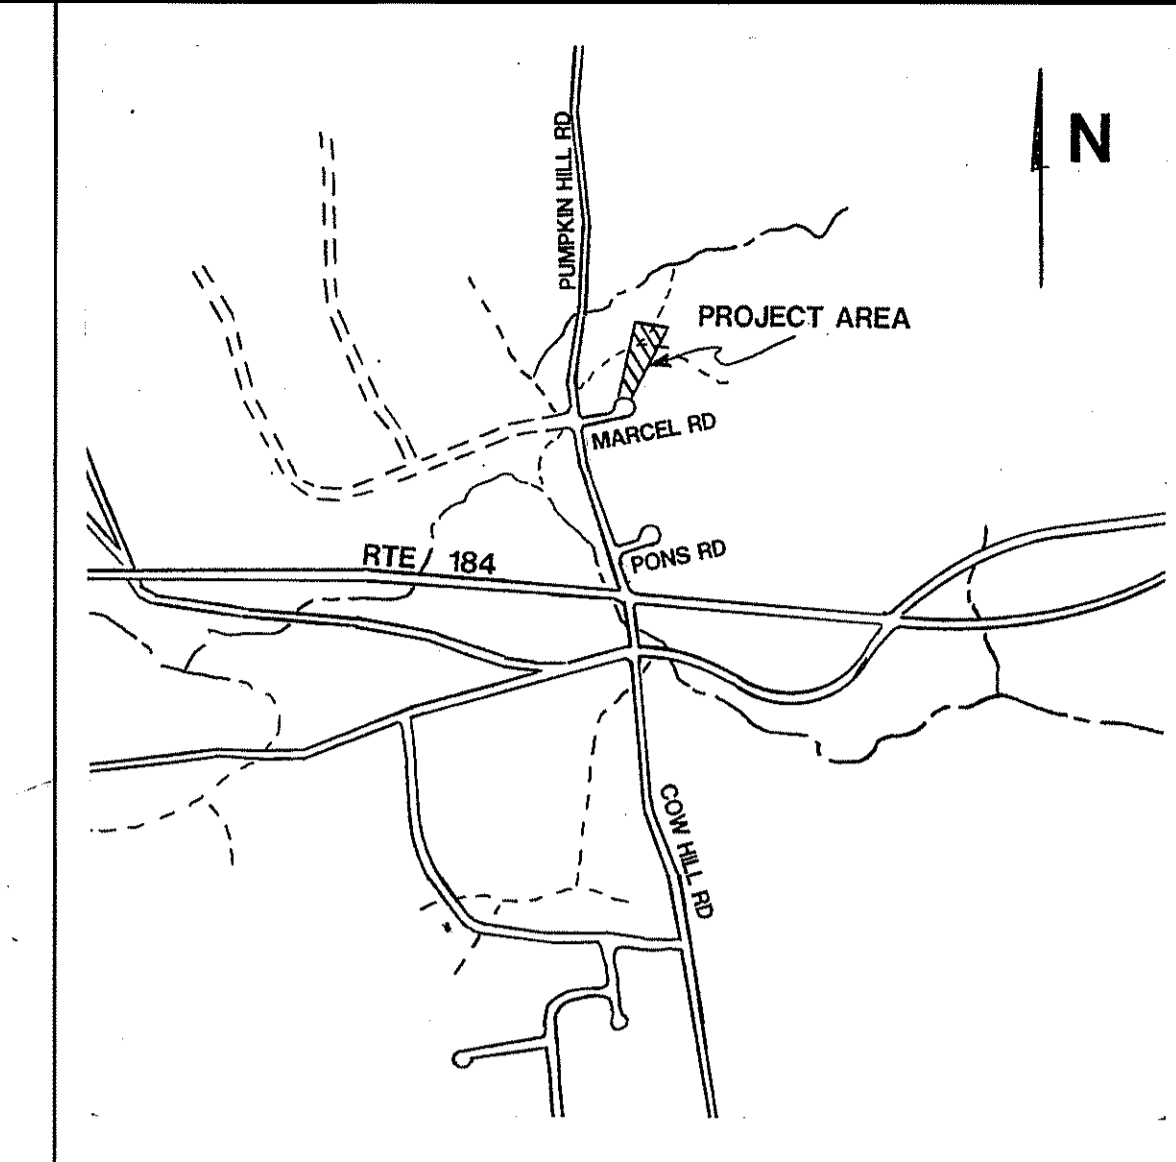 PUMPKIN HILL RD
N
PROJECT AREA
MARCEL RD
RTE 184
PONS RD
COW HILL RD